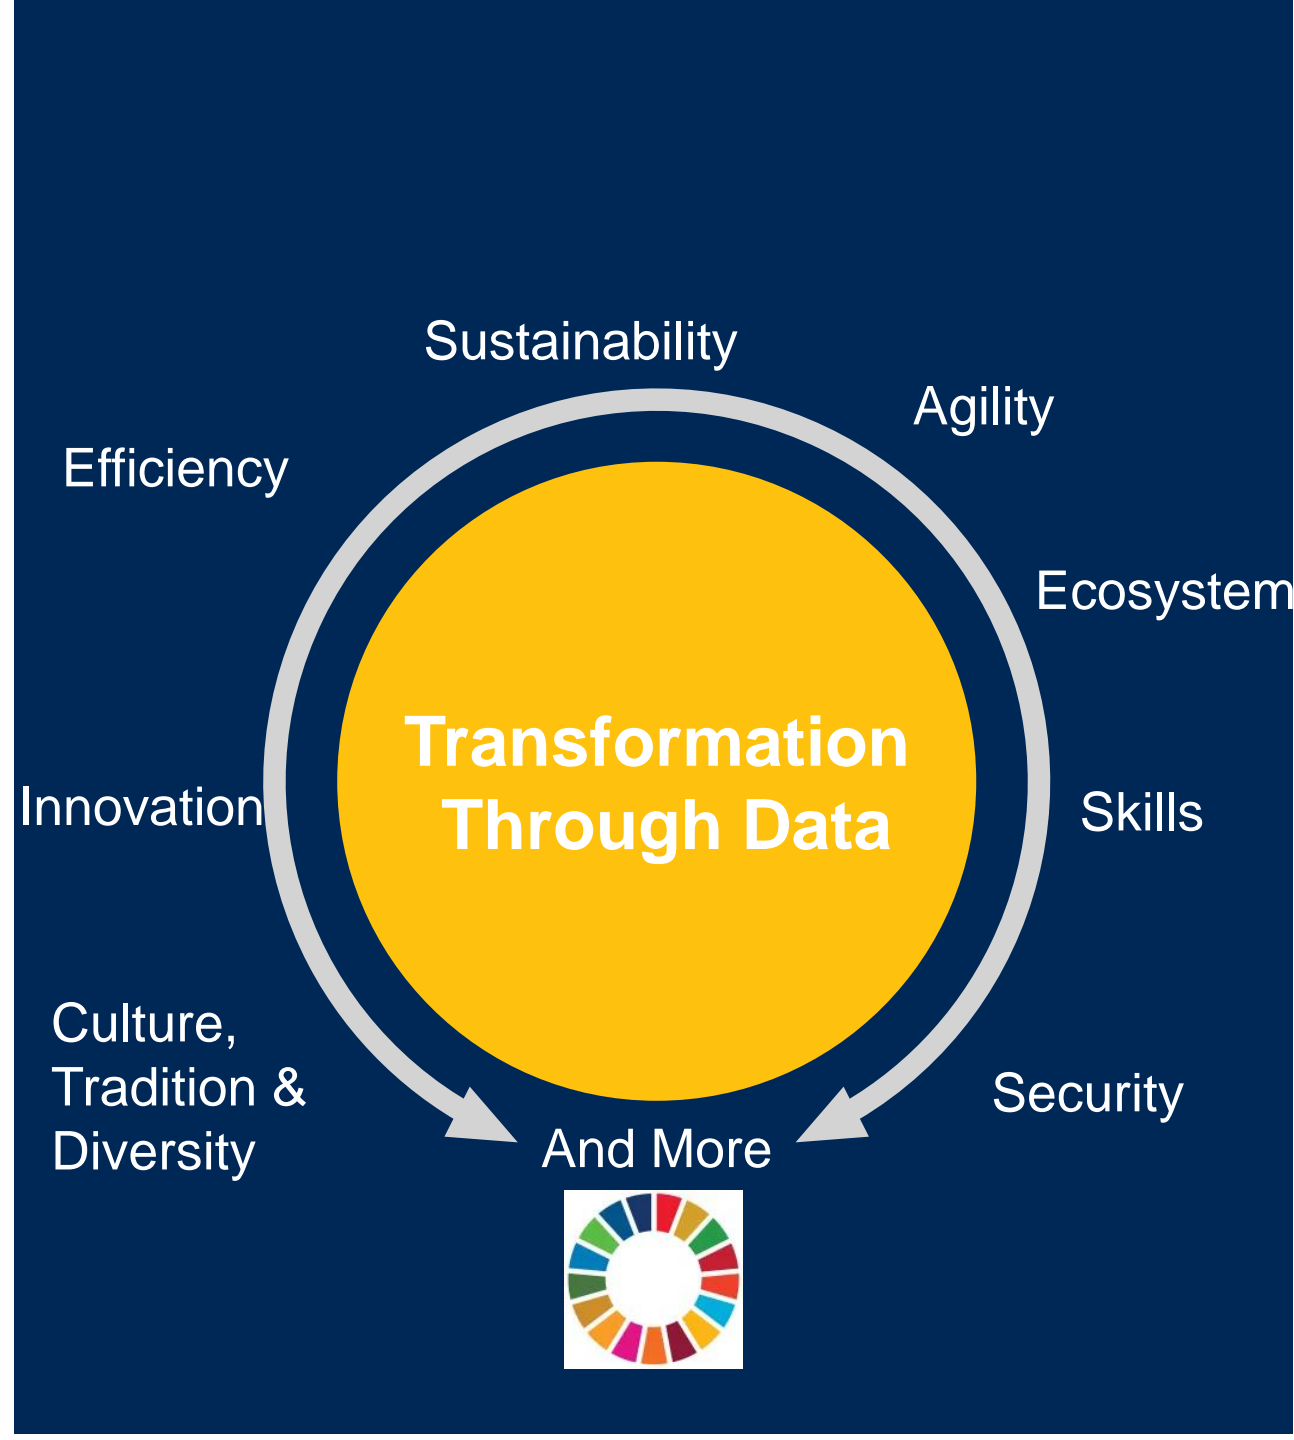 Sustainability
Agility
Efficiency
Ecosystem
Transformation
Through Data
Innovation
Skills
Culture,
Tradition &
Diversity
Security
And More